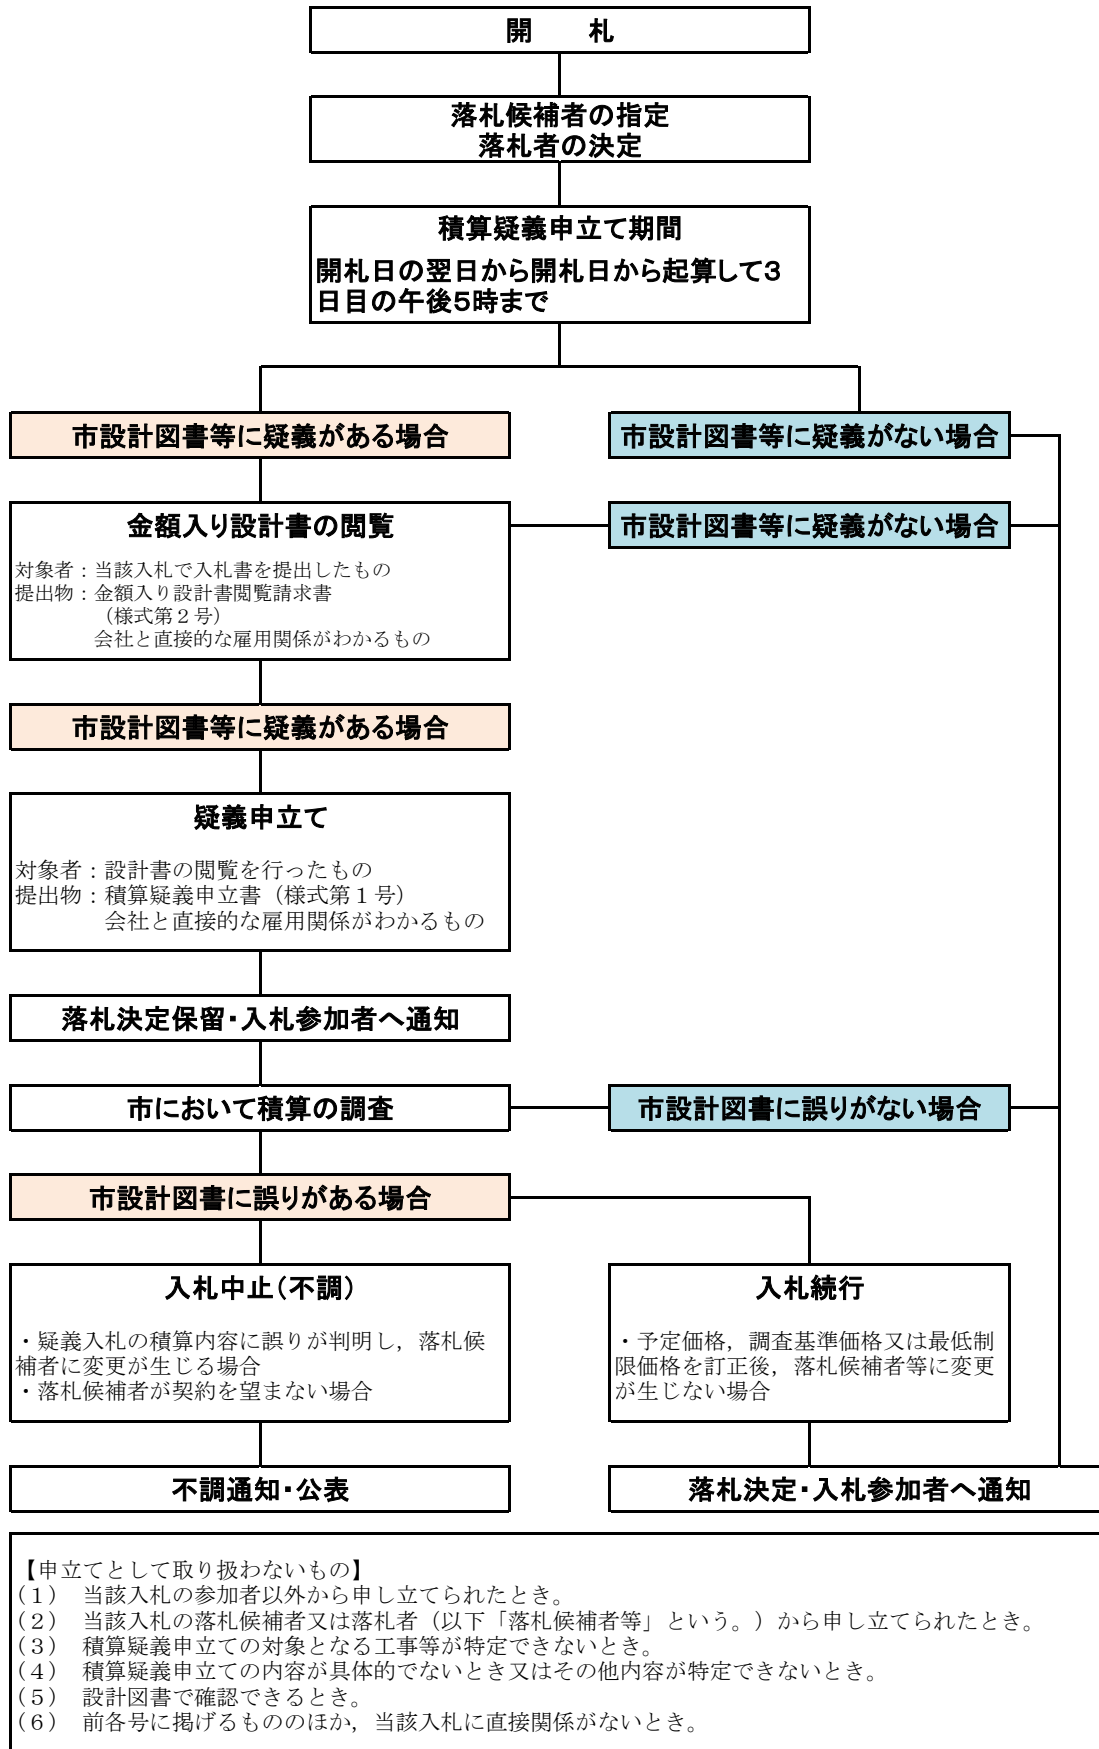 開　　札
落札候補者の指定
落札者の決定
積算疑義申立て期間
開札日の翌日から開札日から起算して3
日目の午後5時まで
市設計図書等に疑義がある場合
市設計図書等に疑義がない場合
金額入り設計書の閲覧
市設計図書等に疑義がない場合
対象者：当該入札で入札書を提出したもの
提出物：金額入り設計書閲覧請求書
（様式第２号）
会社と直接的な雇用関係がわかるもの
市設計図書等に疑義がある場合
疑義申立て
対象者：設計書の閲覧を行ったもの
提出物：積算疑義申立書（様式第１号）
会社と直接的な雇用関係がわかるもの
落札決定保留・入札参加者へ通知
市において積算の調査
市設計図書に誤りがない場合
市設計図書に誤りがある場合
入札中止（不調）
・疑義入札の積算内容に誤りが判明し，落札候
補者に変更が生じる場合
・落札候補者が契約を望まない場合
入札続行
・予定価格，調査基準価格又は最低制
限価格を訂正後，落札候補者等に変更
が生じない場合
不調通知・公表
落札決定・入札参加者へ通知
【申立てとして取り扱わないもの】
（１）　当該入札の参加者以外から申し立てられたとき。
（２）　当該入札の落札候補者又は落札者（以下「落札候補者等」という。）から申し立てられたとき。
（３）　積算疑義申立ての対象となる工事等が特定できないとき。
（４）　積算疑義申立ての内容が具体的でないとき又はその他内容が特定できないとき。
（５）　設計図書で確認できるとき。
（６）　前各号に掲げるもののほか，当該入札に直接関係がないとき。